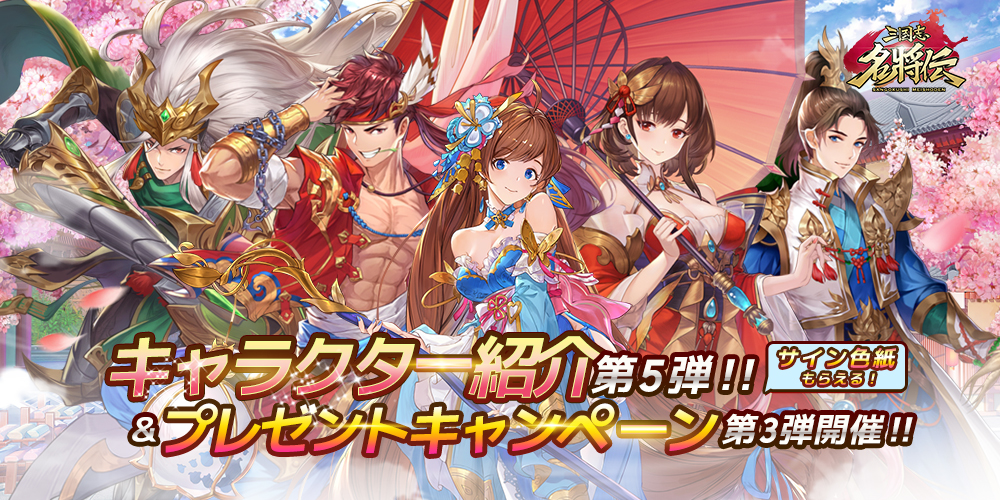 三国志
名将伝
SANGOKUSHI MEISHODEN
キャラクター紹介第5弾!!
サイン色紙
もらえる!
&プレゼントキャンペーン第3弾開催!!